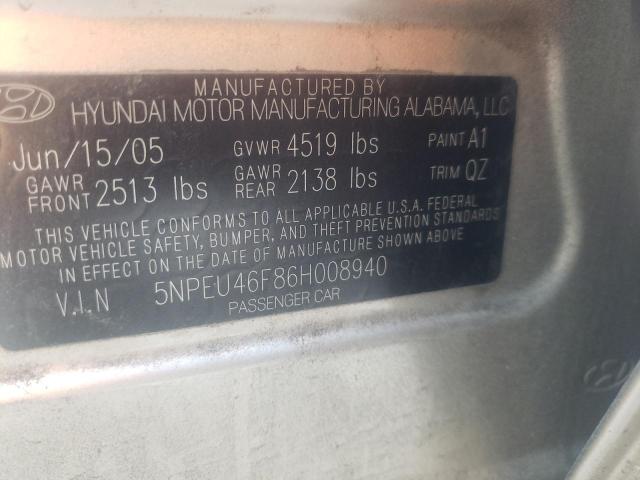 MANUFACTURED BY
HYUNDAI MOTOR MANUFACTURING ALABAMA, LLC
Jun/15/05 GVWR 4519 lbs PAINT A1
GAWR FRONT 2513 lbs GAWR REAR 2138 lbs TRIM QZ
THIS VEHICLE CONFORMS TO ALL APPLICABLE U.S.A. FEDERAL
MOTOR VEHICLE SAFETY, BUMPER, AND THEFT PREVENTION STANDARDS
IN EFFECT ON THE DATE OF MANUFACTURE SHOWN ABOVE
V.I.N 5NPEU46F86H008940
PASSENGER CAR